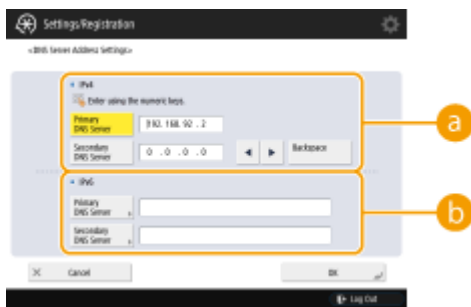 Settings/Registration
<DNS Server Address Settings>
IPv4
Enter using the numeric keys.
Primary
DNS Server
192. 168. 92 . 2
Secondary
DNS Server
0 . 0 . 0 . 0
Backspace
a
IPv6
Primary
DNS Server
Secondary
DNS Server
b
Cancel
OK
Log Out